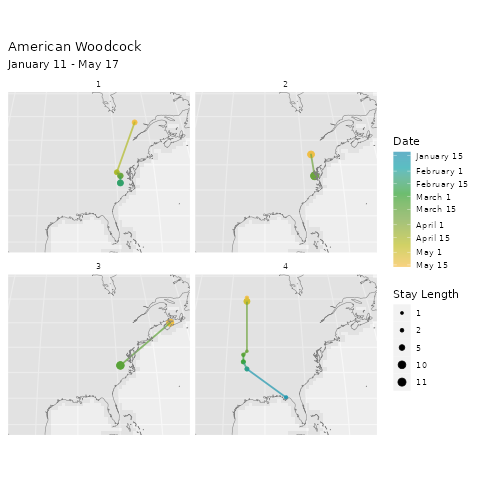 American Woodcock
January 11 - May 17
1
2
3
4
Date
January 15
February 1
February 15
March 1
March 15
April 1
April 15
May 1
May 15
Stay Length
1
2
5
10
11